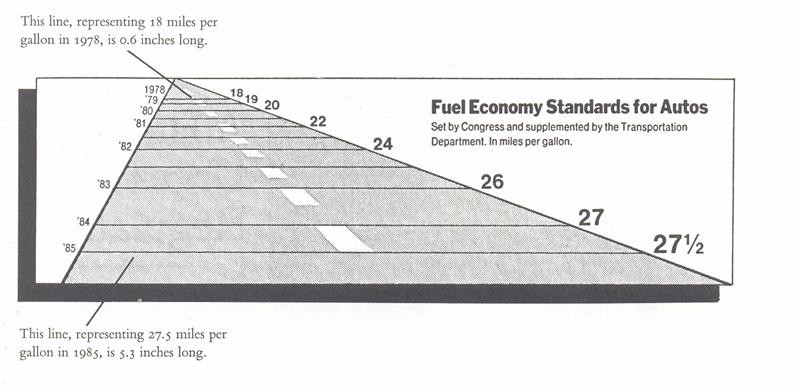 This line, representing 18 miles per
gallon in 1978, is 0.6 inches long.
1978
'79
'80
'81
'82
'83
'84
'85
18
19
20
22
24
26
27
27½
Fuel Economy Standards for Autos
Set by Congress and supplemented by the Transportation
Department. In miles per gallon.
This line, representing 27.5 miles per
gallon in 1985, is 5.3 inches long.